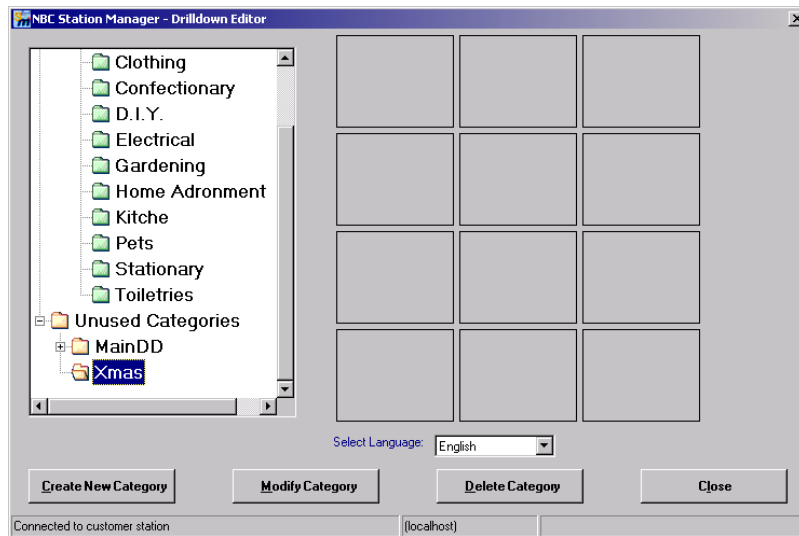 NBC Station Manager - Drilldown Editor
Clothing
Confectionary
D.I.Y.
Electrical
Gardening
Home Adronment
Kitche
Pets
Stationary
Toiletries
Unused Categories
MainDD
Xmas
Select Language: English
Create New Category Modify Category Delete Category Close
Connected to customer station (localhost)